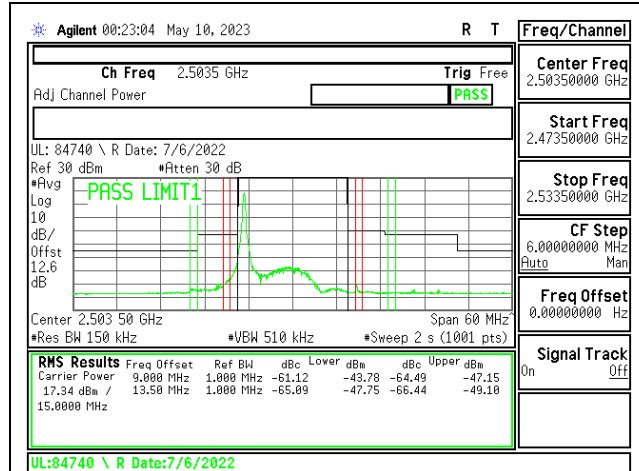 Agilent 00:23:04 May 10, 2023 R T
Ch Freq 2.5035 GHz Trig Free
Adj Channel Power PASS
UL: 84740 \ R Date: 7/6/2022
Ref 30 dBm #Atten 30 dB
#Avg
Log
10
dB/
Offst
12.6
dB
PASS LIMIT1
Center 2.503 50 GHz Span 60 MHz^
#Res BW 150 kHz #VBW 510 kHz #Sweep 2 s (1001 pts)
RMS Results Freq Offset Ref BW dBc Lower dBm dBc Upper dBm
Carrier Power 9.000 MHz 1.000 MHz -61.12 -43.78 -64.49 -47.15
17.34 dBm / 13.50 MHz 1.000 MHz -65.09 -47.75 -66.44 -49.10
15.0000 MHz
UL:84740 \ R Date:7/6/2022
Freq/Channel
Center Freq
2.50350000 GHz
Start Freq
2.47350000 GHz
Stop Freq
2.53350000 GHz
CF Step
6.00000000 MHz
Auto Man
Freq Offset
0.00000000 Hz
Signal Track
On Off